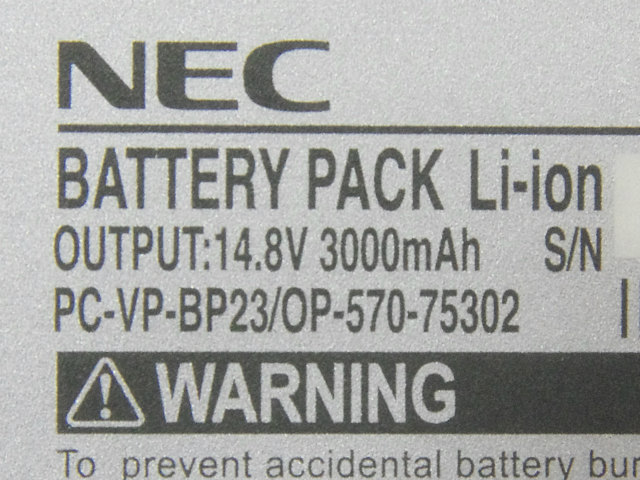 NEC
BATTERY PACK Li-ion
OUTPUT:14.8V 3000mAh S/N
PC-VP-BP23/OP-570-75302
WARNING
To prevent accidental battery